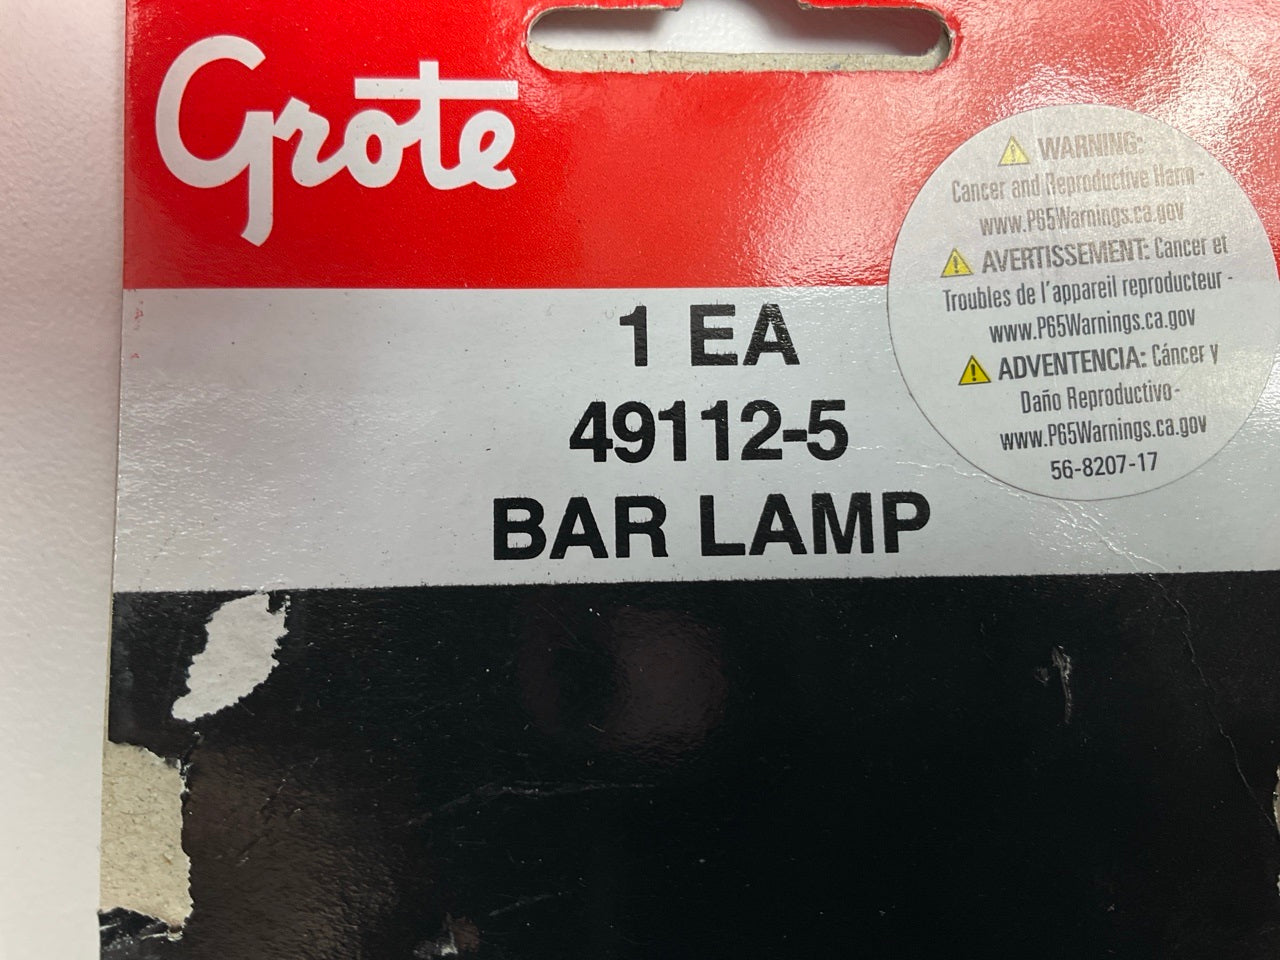 Grote
1 EA
49112-5
BAR LAMP
WARNING:
Cancer and Reproductive Harm -
www.P65Warnings.ca.gov
AVERTISSEMENT: Cancer et
Troubles de l'appareil reproducteur -
www.P65Warnings.ca.gov
ADVENTENCIA: Cáncer y
Daño Reproductivo-
www.P65Warnings.ca.gov
56-8207-17